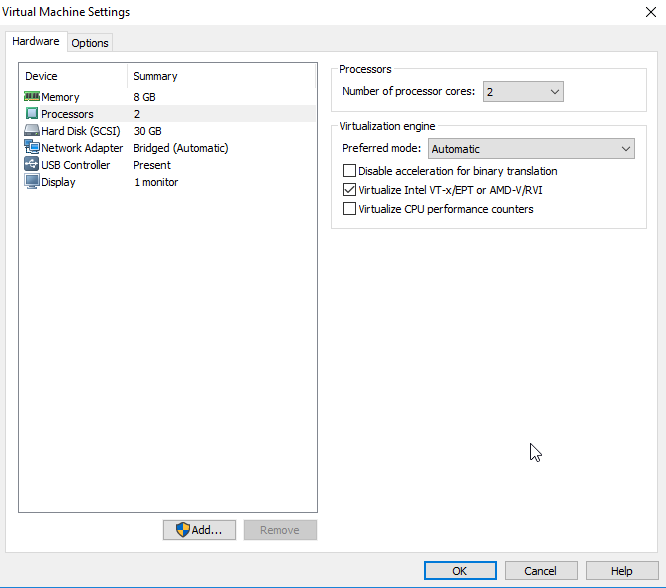 Virtual Machine Settings
Hardware Options
Device Summary
Memory 8 GB
Processors 2
Hard Disk (SCSI) 30 GB
Network Adapter Bridged (Automatic)
USB Controller Present
Display 1 monitor
Add...
Remove
Processors
Number of processor cores: 2
Virtualization engine
Preferred mode: Automatic
Disable acceleration for binary translation
Virtualize Intel VT-x/EPT or AMD-V/RVI
Virtualize CPU performance counters
OK Cancel Help